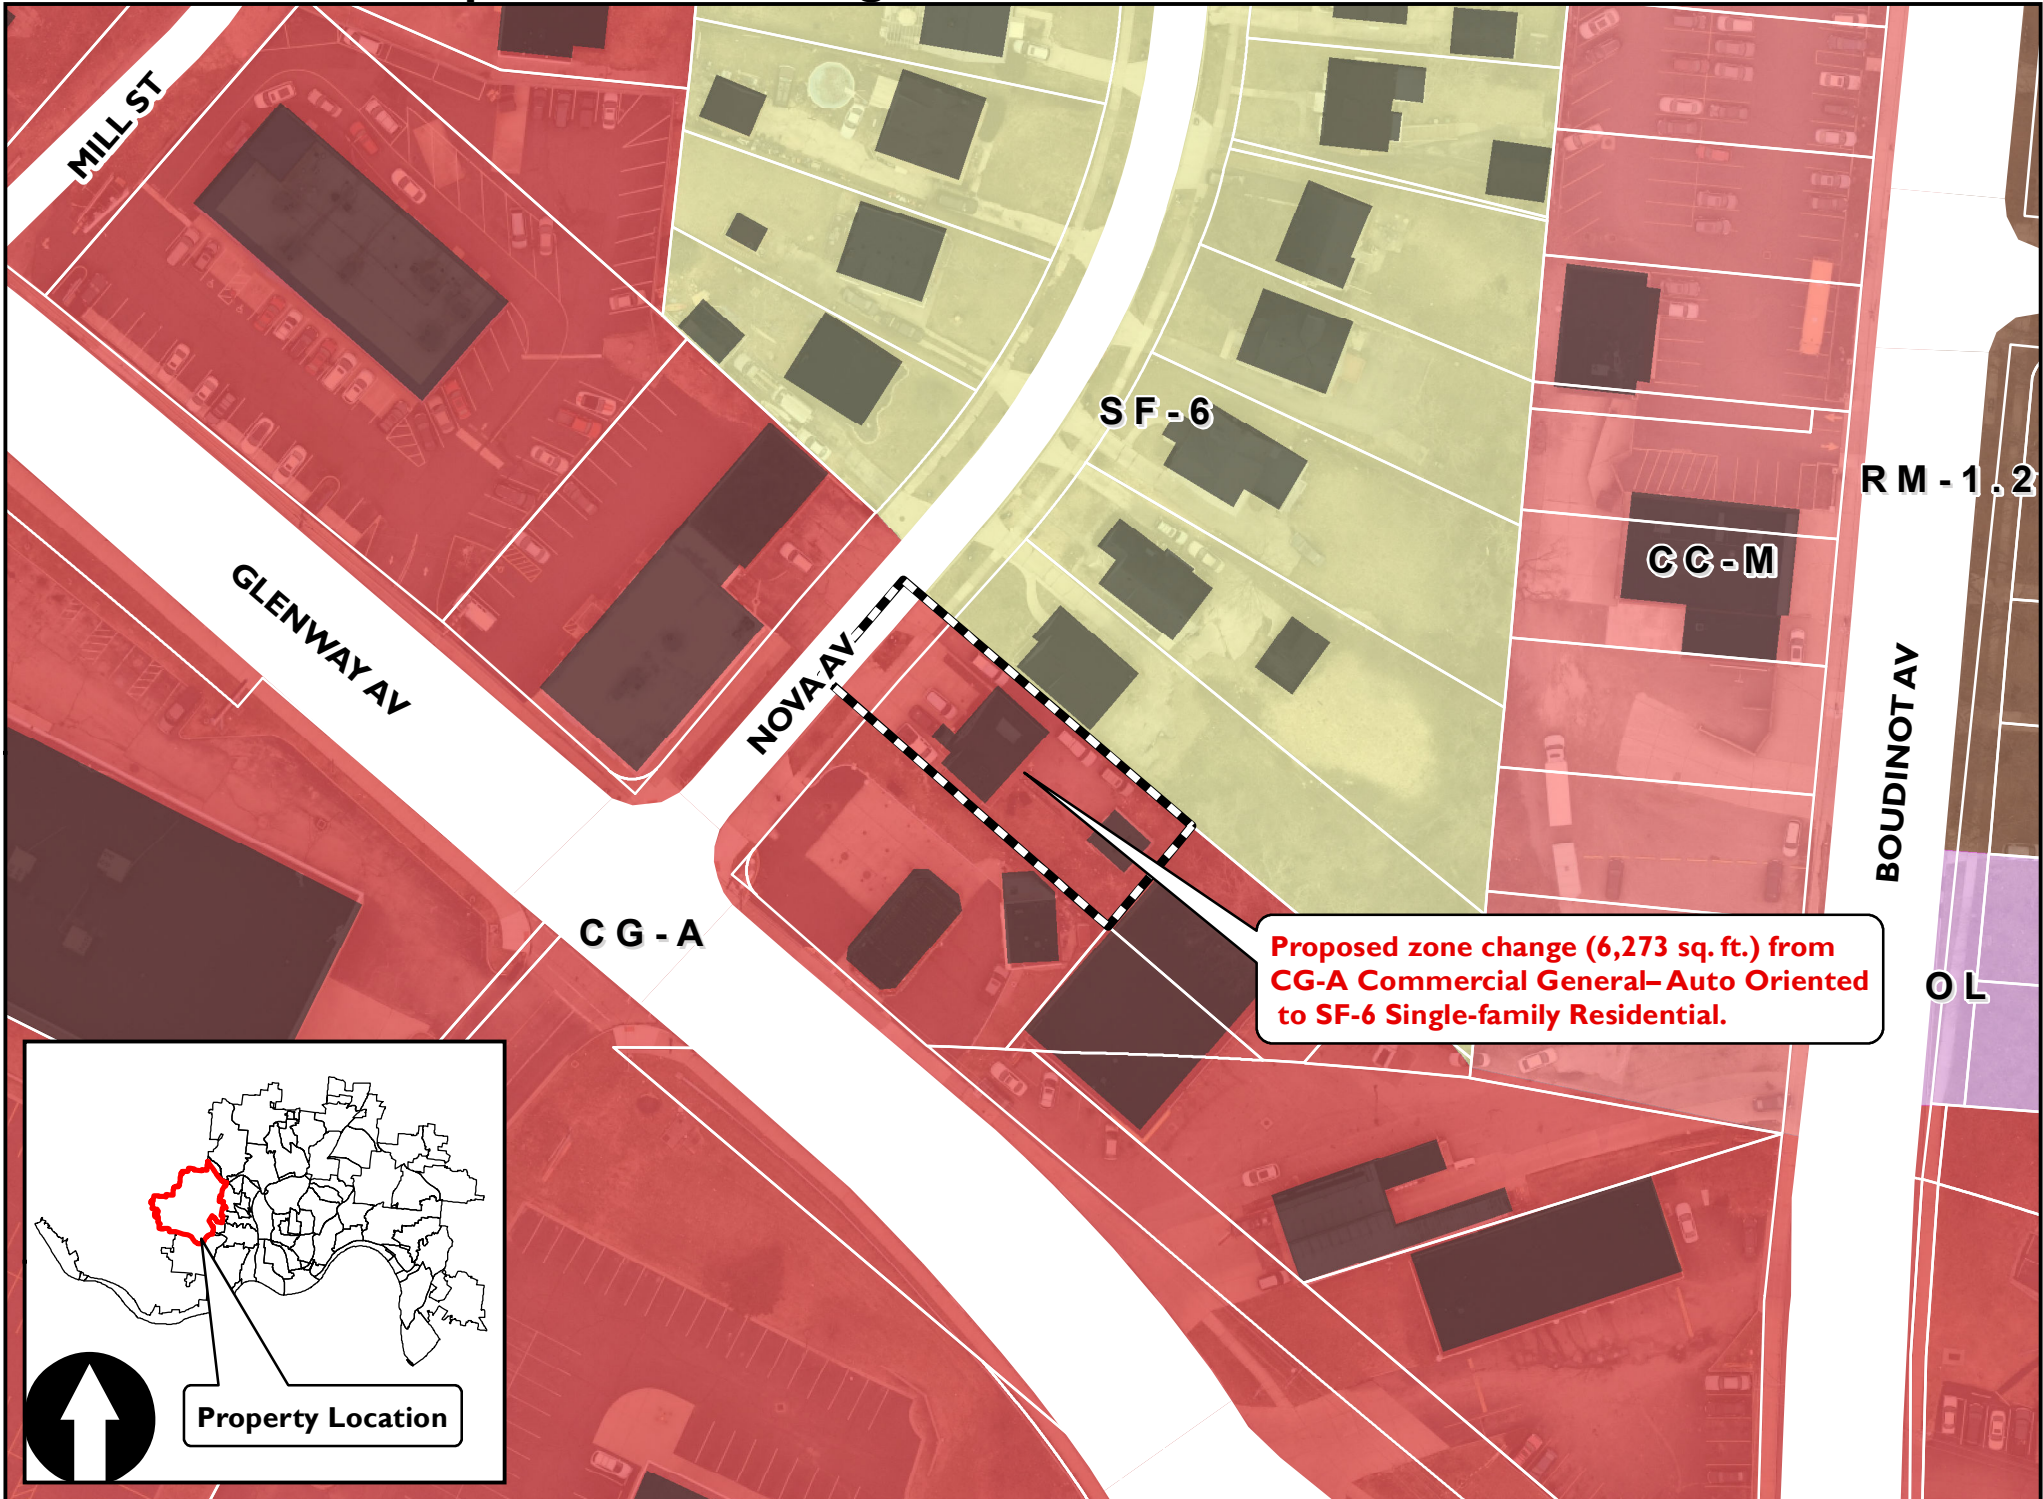 MILL ST
SF-6
RM-1.2
CC-M
GLENWAY AV
NOVA AV
BOUDINOT AV
CG-A
Proposed zone change (6,273 sq. ft.) from
CG-A Commercial General–Auto Oriented
to SF-6 Single-family Residential.
OL
Property Location